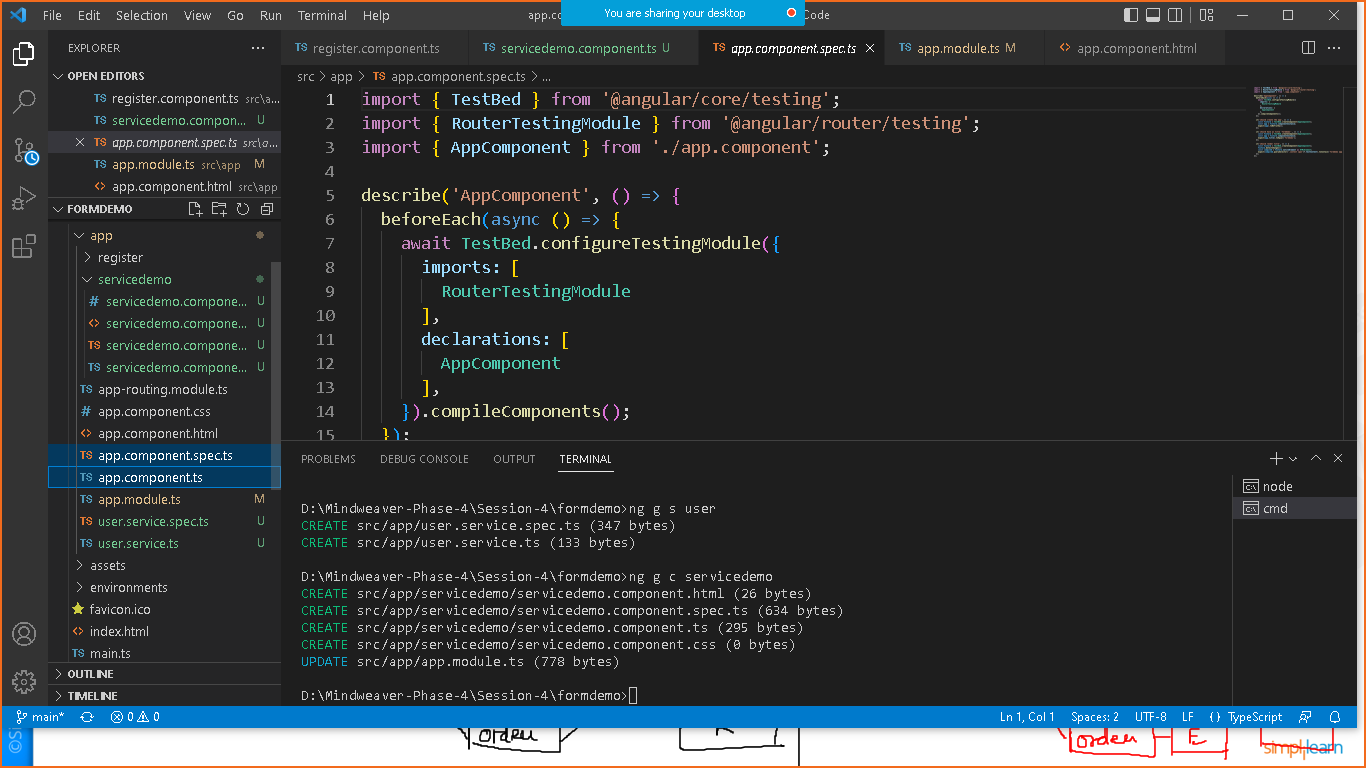 File Edit Selection View Go Run Terminal Help
app.co
You are sharing your desktop
Code
EXPLORER
OPEN EDITORS
register.component.ts src\a...
servicedemo.compon... U
app.component.spec.ts src\a...
app.module.ts src\app M
app.component.html src\app
FORMDEMO
app
register
servicedemo
servicedemo.compone... U
servicedemo.compone... U
servicedemo.compone... U
servicedemo.compone... U
app-routing.module.ts
app.component.css
app.component.html
app.component.spec.ts
app.component.ts
app.module.ts M
user.service.spec.ts U
user.service.ts U
assets
environments
favicon.ico
index.html
main.ts
OUTLINE
TIMELINE
register.component.ts
servicedemo.component.ts U
app.component.spec.ts
app.module.ts M
app.component.html
src > app > TS app.component.spec.ts > ...
1 import { TestBed } from '@angular/core/testing';
2 import { RouterTestingModule } from '@angular/router/testing';
3 import { AppComponent } from './app.component';
4
5 describe('AppComponent', () => {
6 beforeEach(async () => {
7 await TestBed.configureTestingModule({
8 imports: [
9 RouterTestingModule
10 ],
11 declarations: [
12 AppComponent
13 ],
14 }).compileComponents();
15 });
PROBLEMS DEBUG CONSOLE OUTPUT TERMINAL
D:\Mindweaver-Phase-4\Session-4\formdemo>ng g s user
CREATE src/app/user.service.spec.ts (347 bytes)
CREATE src/app/user.service.ts (133 bytes)
D:\Mindweaver-Phase-4\Session-4\formdemo>ng g c servicedemo
CREATE src/app/servicedemo/servicedemo.component.html (26 bytes)
CREATE src/app/servicedemo/servicedemo.component.spec.ts (634 bytes)
CREATE src/app/servicedemo/servicedemo.component.ts (295 bytes)
CREATE src/app/servicedemo/servicedemo.component.css (0 bytes)
UPDATE src/app/app.module.ts (778 bytes)
D:\Mindweaver-Phase-4\Session-4\formdemo>
node
cmd
main* 0 0
Ln 1, Col 1 Spaces: 2 UTF-8 LF {} TypeScript
©Si
orden
orden E
simplilearn